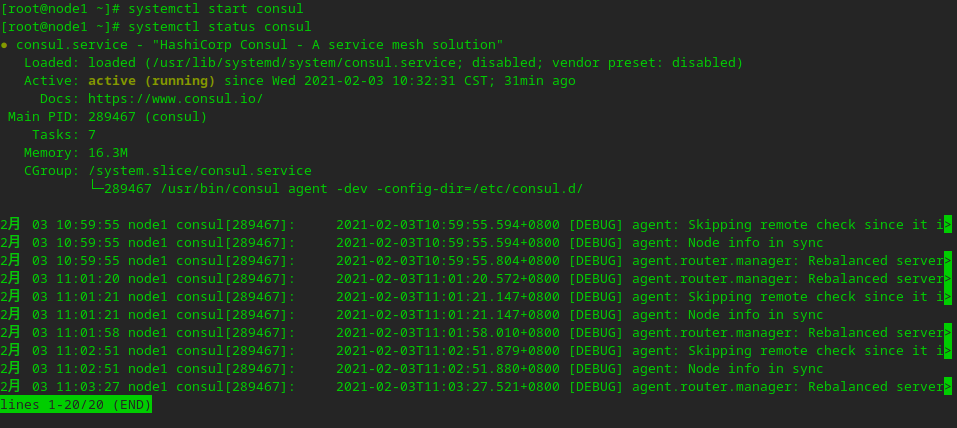 [root@node1 ~]# systemctl start consul
[root@node1 ~]# systemctl status consul
● consul.service - "HashiCorp Consul - A service mesh solution"
   Loaded: loaded (/usr/lib/systemd/system/consul.service; disabled; vendor preset: disabled)
   Active: active (running) since Wed 2021-02-03 10:32:31 CST; 31min ago
     Docs: https://www.consul.io/
 Main PID: 289467 (consul)
    Tasks: 7
   Memory: 16.3M
   CGroup: /system.slice/consul.service
           └─289467 /usr/bin/consul agent -dev -config-dir=/etc/consul.d/
2月 03 10:59:55 node1 consul[289467]:     2021-02-03T10:59:55.594+0800 [DEBUG] agent: Skipping remote check since it i>
2月 03 10:59:55 node1 consul[289467]:     2021-02-03T10:59:55.594+0800 [DEBUG] agent: Node info in sync
2月 03 10:59:55 node1 consul[289467]:     2021-02-03T10:59:55.804+0800 [DEBUG] agent.router.manager: Rebalanced server>
2月 03 11:01:20 node1 consul[289467]:     2021-02-03T11:01:20.572+0800 [DEBUG] agent.router.manager: Rebalanced server>
2月 03 11:01:21 node1 consul[289467]:     2021-02-03T11:01:21.147+0800 [DEBUG] agent: Skipping remote check since it i>
2月 03 11:01:21 node1 consul[289467]:     2021-02-03T11:01:21.147+0800 [DEBUG] agent: Node info in sync
2月 03 11:01:58 node1 consul[289467]:     2021-02-03T11:01:58.010+0800 [DEBUG] agent.router.manager: Rebalanced server>
2月 03 11:02:51 node1 consul[289467]:     2021-02-03T11:02:51.879+0800 [DEBUG] agent: Skipping remote check since it i>
2月 03 11:02:51 node1 consul[289467]:     2021-02-03T11:02:51.880+0800 [DEBUG] agent: Node info in sync
2月 03 11:03:27 node1 consul[289467]:     2021-02-03T11:03:27.521+0800 [DEBUG] agent.router.manager: Rebalanced server>
lines 1-20/20 (END)